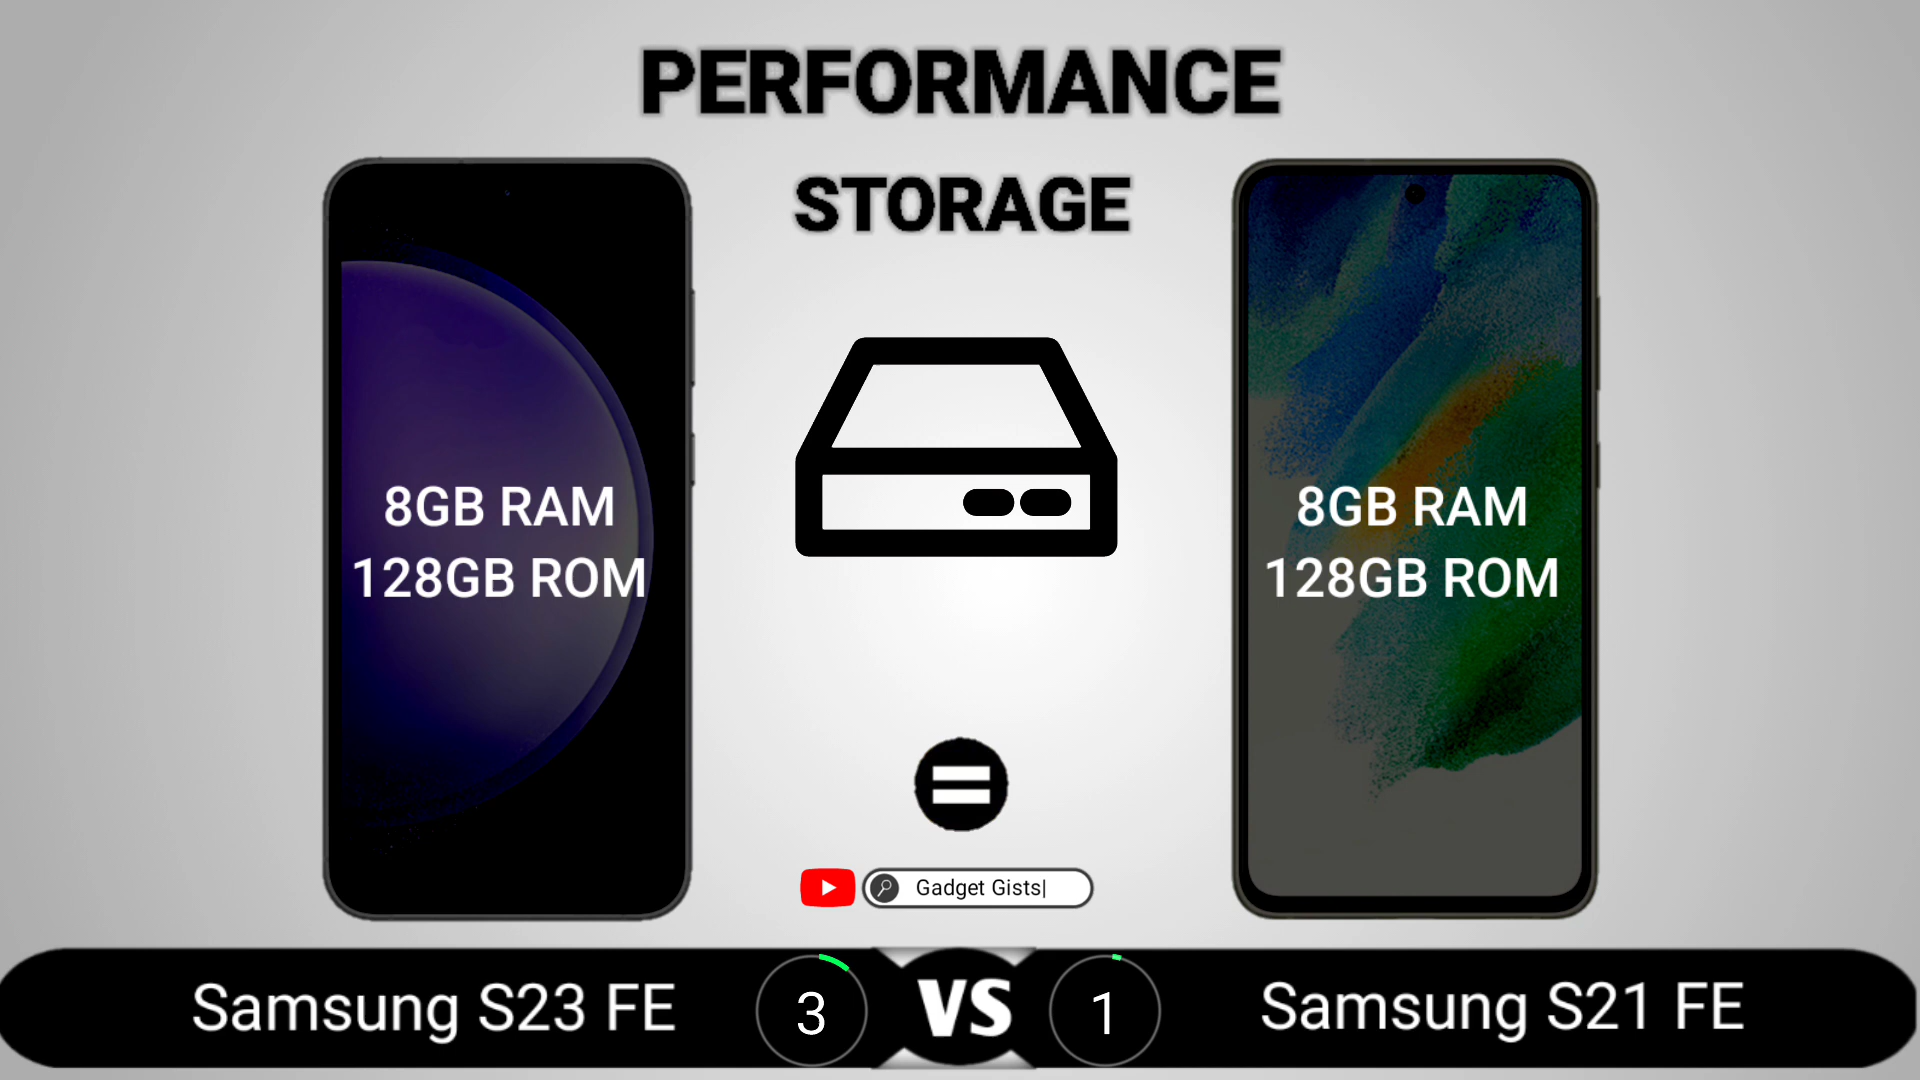 PERFORMANCE
STORAGE
8GB RAM
128GB ROM
8GB RAM
128GB ROM
Gadget Gists|
Samsung S23 FE
3
VS
1
Samsung S21 FE